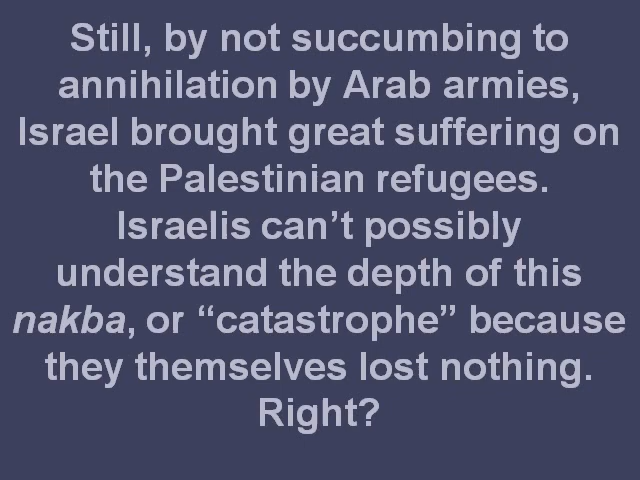 Still, by not succumbing to
annihilation by Arab armies,
Israel brought great suffering on
the Palestinian refugees.
Israelis can’t possibly
understand the depth of this
nakba, or “catastrophe” because
they themselves lost nothing.
Right?